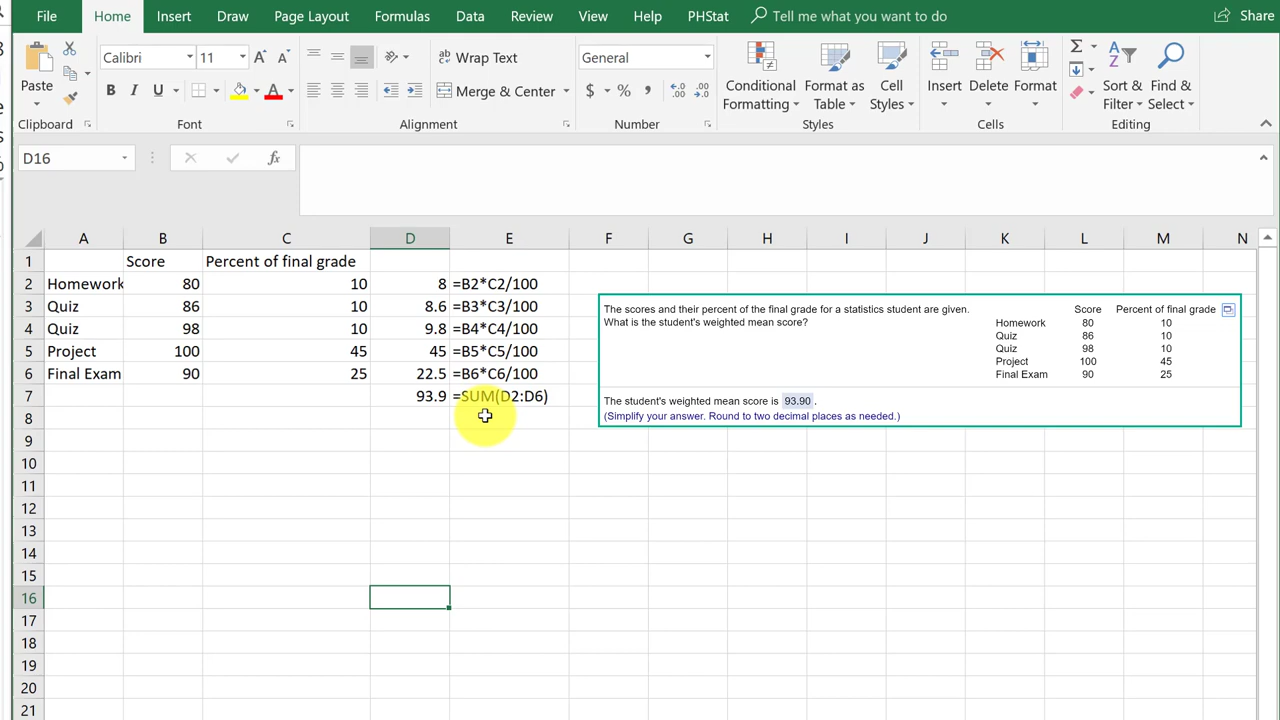 File Home Insert Draw Page Layout Formulas Data Review View Help PHStat Tell me what you want to do Share
Calibri 11 A A Wrap Text General
Paste B I U A Merge & Center $ % , Conditional Formatting Format as Table Cell Styles Insert Delete Format Sort & Filter Find & Select
Clipboard Font Alignment Number Styles Cells Editing
D16 fx
A B C D E F G H I J K L M N
1 Score Percent of final grade
2 Homework 80 10 8 =B2*C2/100
3 Quiz 86 10 8.6 =B3*C3/100
4 Quiz 98 10 9.8 =B4*C4/100
5 Project 100 45 45 =B5*C5/100
6 Final Exam 90 25 22.5 =B6*C6/100
7 93.9 =SUM(D2:D6)
8
9
10
11
12
13
14
15
16
17
18
19
20
21
The scores and their percent of the final grade for a statistics student are given.
What is the student's weighted mean score?
Score Percent of final grade
Homework 80 10
Quiz 86 10
Quiz 98 10
Project 100 45
Final Exam 90 25
The student's weighted mean score is 93.90 .
(Simplify your answer. Round to two decimal places as needed.)